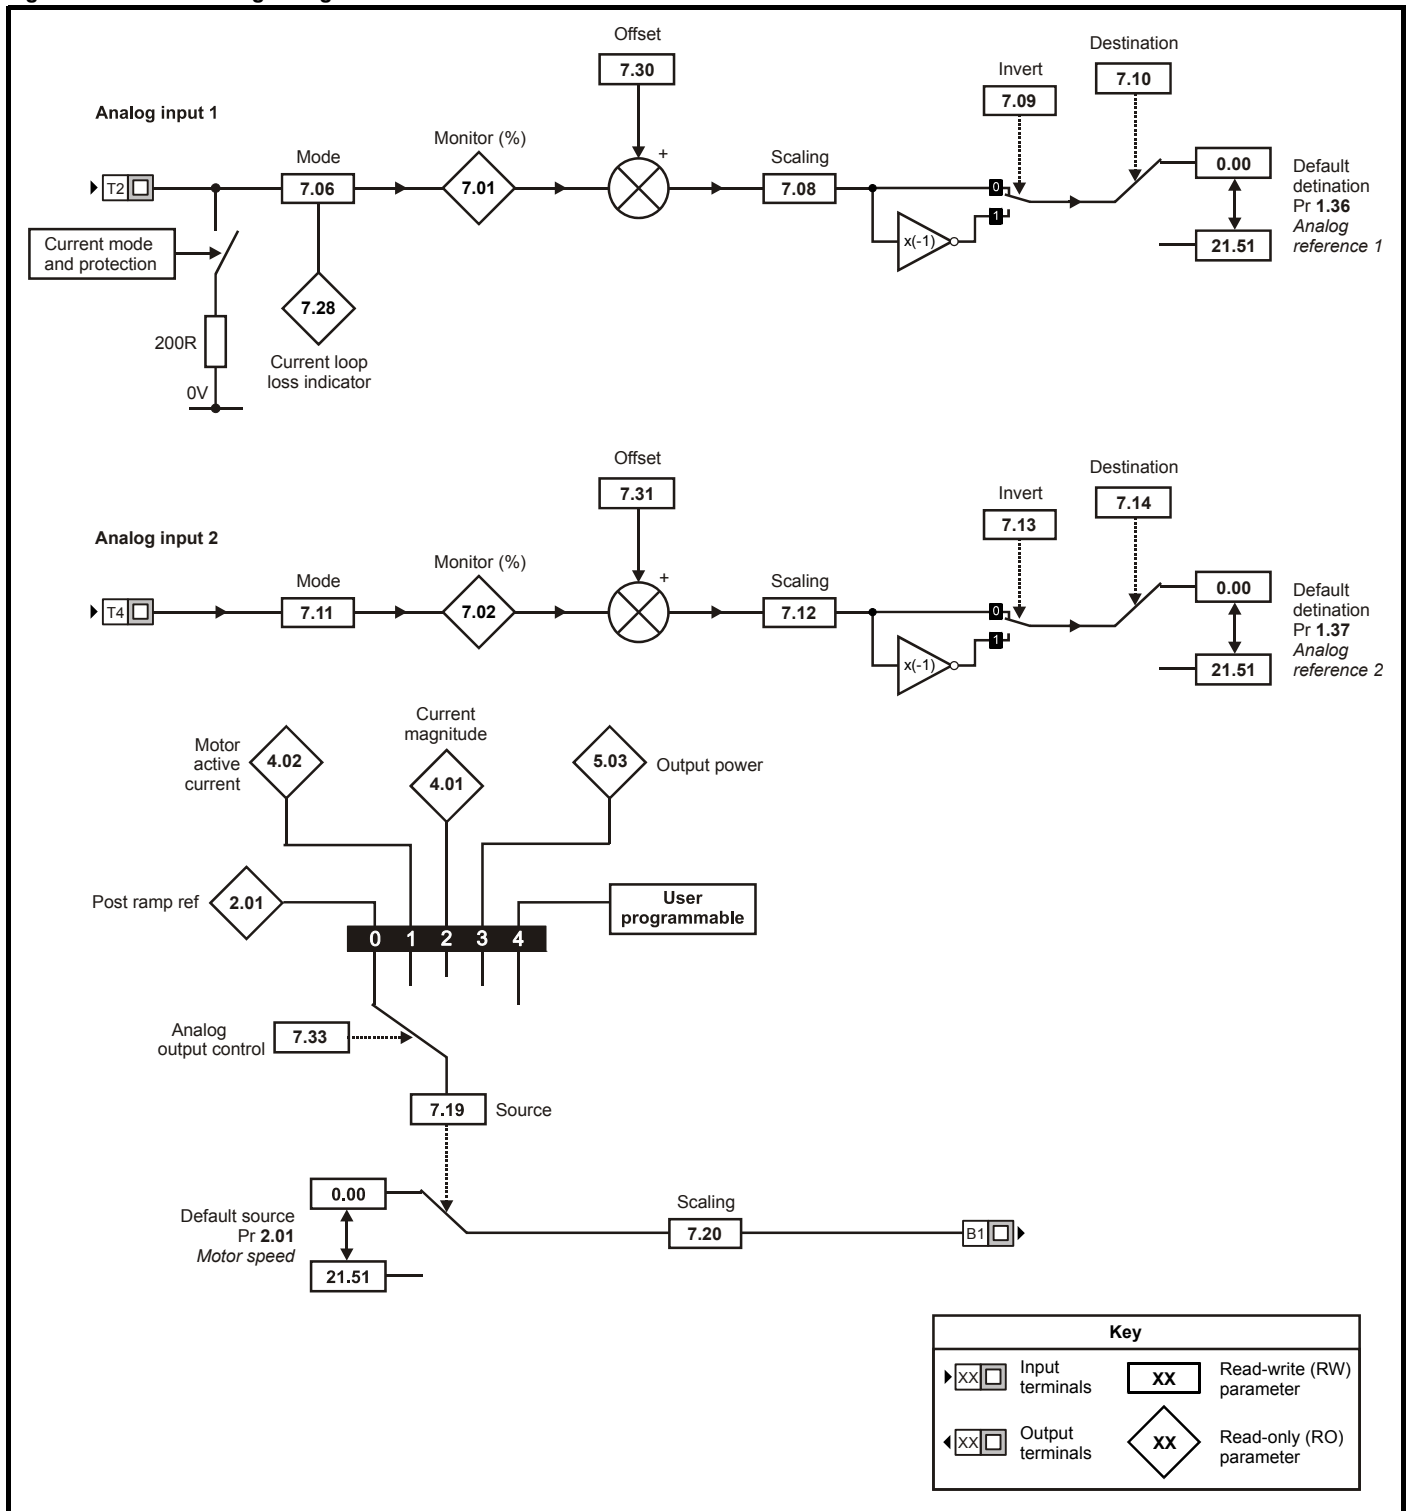 Analog input 1
Offset
7.30
Destination
7.10
Invert
7.09
Monitor (%)
Mode
Scaling
T2
7.06
7.01
+
7.08
0
1
x(-1)
0.00
21.51
Default
detination
Pr 1.36
Analog
reference 1
Current mode
and protection
7.28
200R
Current loop
loss indicator
0V
Analog input 2
Offset
7.31
Destination
7.14
Invert
7.13
Monitor (%)
Mode
Scaling
T4
7.11
7.02
+
7.12
0
1
x(-1)
0.00
21.51
Default
detination
Pr 1.37
Analog
reference 2
Motor
active
current
4.02
Current
magnitude
4.01
5.03
Output power
Post ramp ref
2.01
User
programmable
0 1 2 3 4
Analog
output control
7.33
7.19
Source
0.00
Default source
Pr 2.01
Motor speed
21.51
Scaling
7.20
B1
Key
XX
Input
terminals
XX
Read-write (RW)
parameter
XX
Output
terminals
XX
Read-only (RO)
parameter